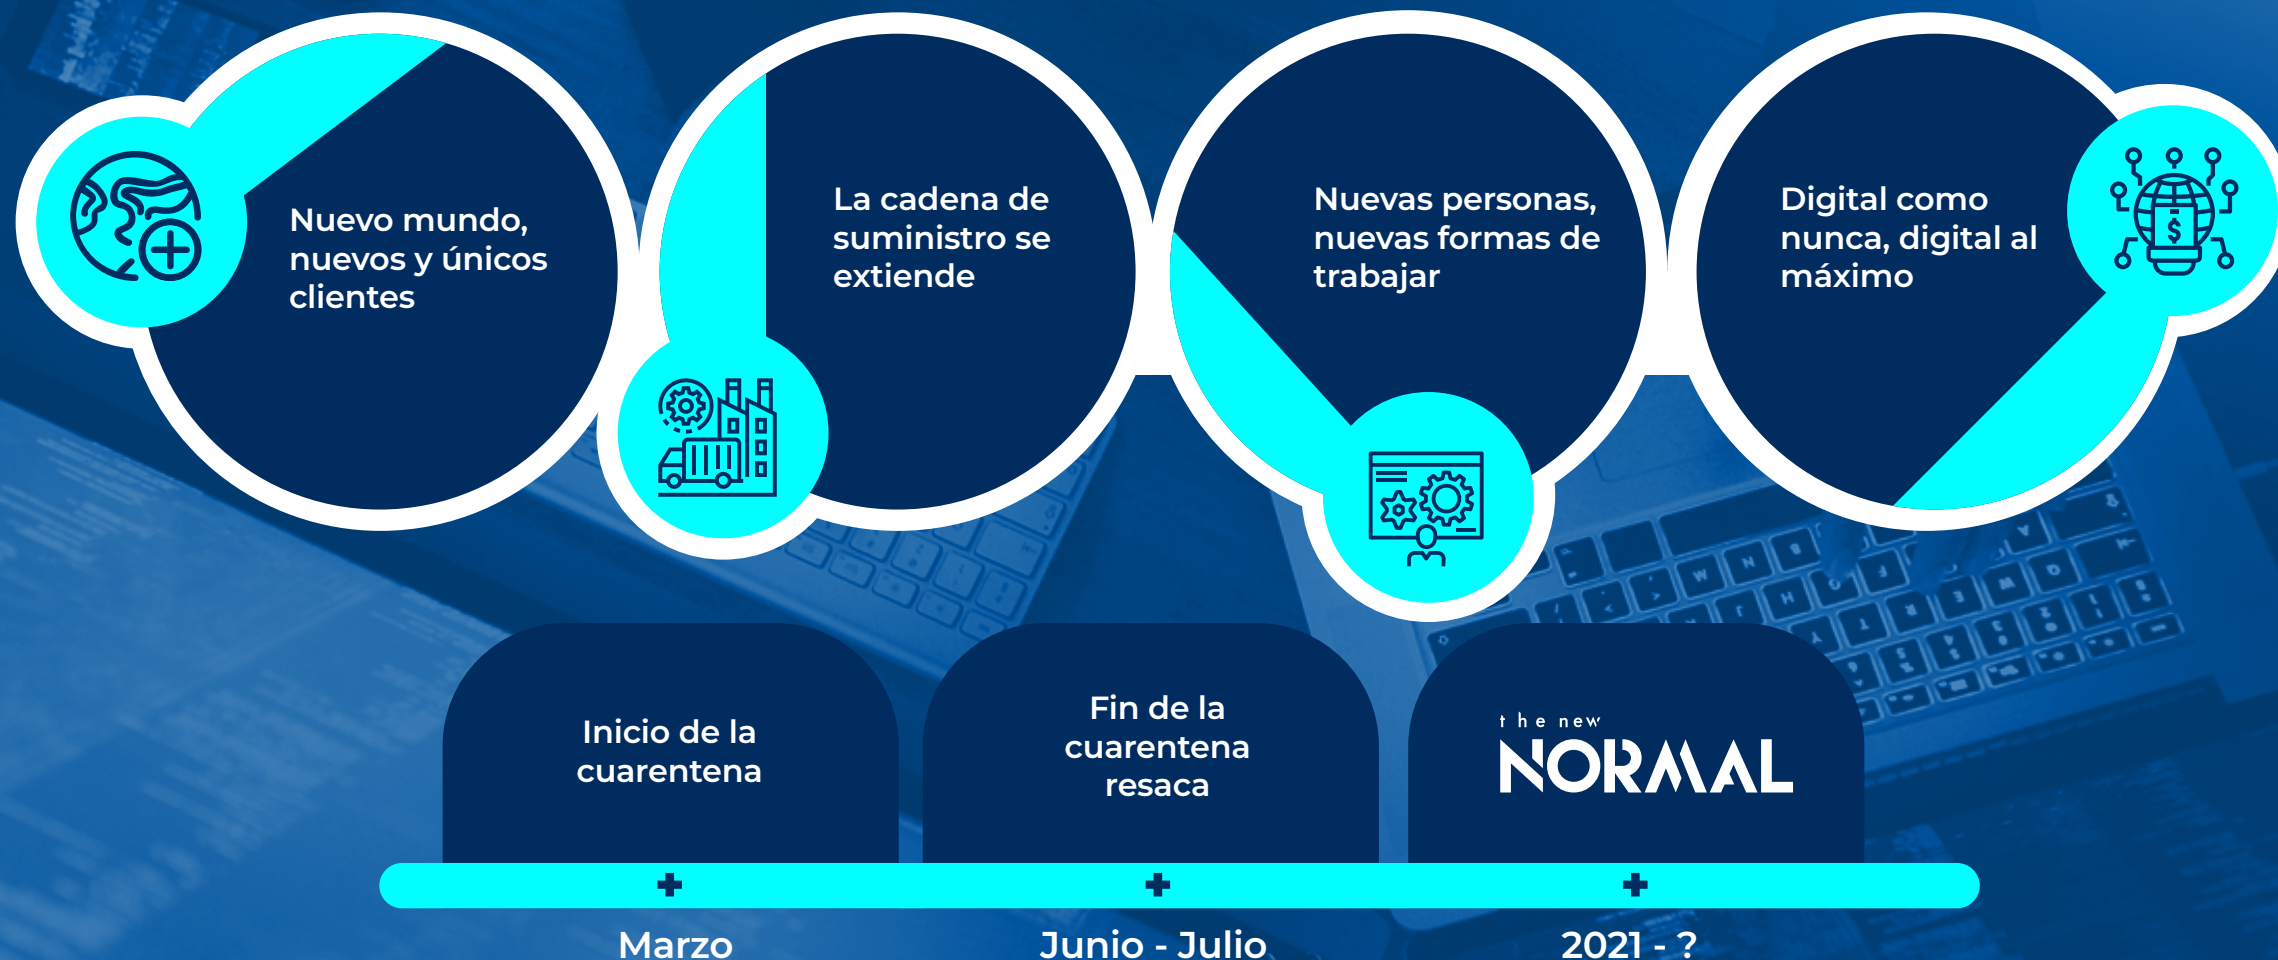 Nuevo mundo,
nuevos y únicos
clientes
La cadena de
suministro se
extiende
Nuevas personas,
nuevas formas de
trabajar
Digital como
nunca, digital al
máximo
$
Inicio de la
cuarentena
Fin de la
cuarentena
resaca
the new
NORMAL
Marzo
Junio - Julio
2021 - ?